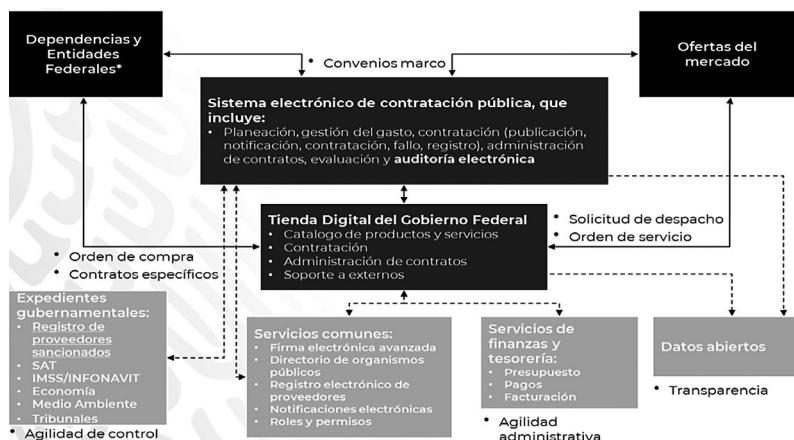 Dependencias y
Entidades
Federales*
• Convenios marco
Ofertas del
mercado
Sistema electrónico de contratación pública, que
incluye:
• Planeación, gestión del gasto, contratación (publicación,
notificación, contratación, fallo, registro), administración
de contratos, evaluación y auditoría electrónica
Tienda Digital del Gobierno Federal
• Catalogo de productos y servicios
• Contratación
• Administración de contratos
• Soporte a externos
• Solicitud de despacho
• Orden de servicio
• Orden de compra
• Contratos específicos
Expedientes
gubernamentales:
• Registro de
proveedores
sancionados
• SAT
• IMSS/INFONAVIT
• Economía
• Medio Ambiente
• Tribunales
• Agilidad de control
Servicios comunes:
• Firma electrónica avanzada
• Directorio de organismos
públicos
• Registro electrónico de
proveedores
• Notificaciones electrónicas
• Roles y permisos
Servicios de
finanzas y
tesorería:
• Presupuesto
• Pagos
• Facturación
• Agilidad
administrativa
Datos abiertos
• Transparencia